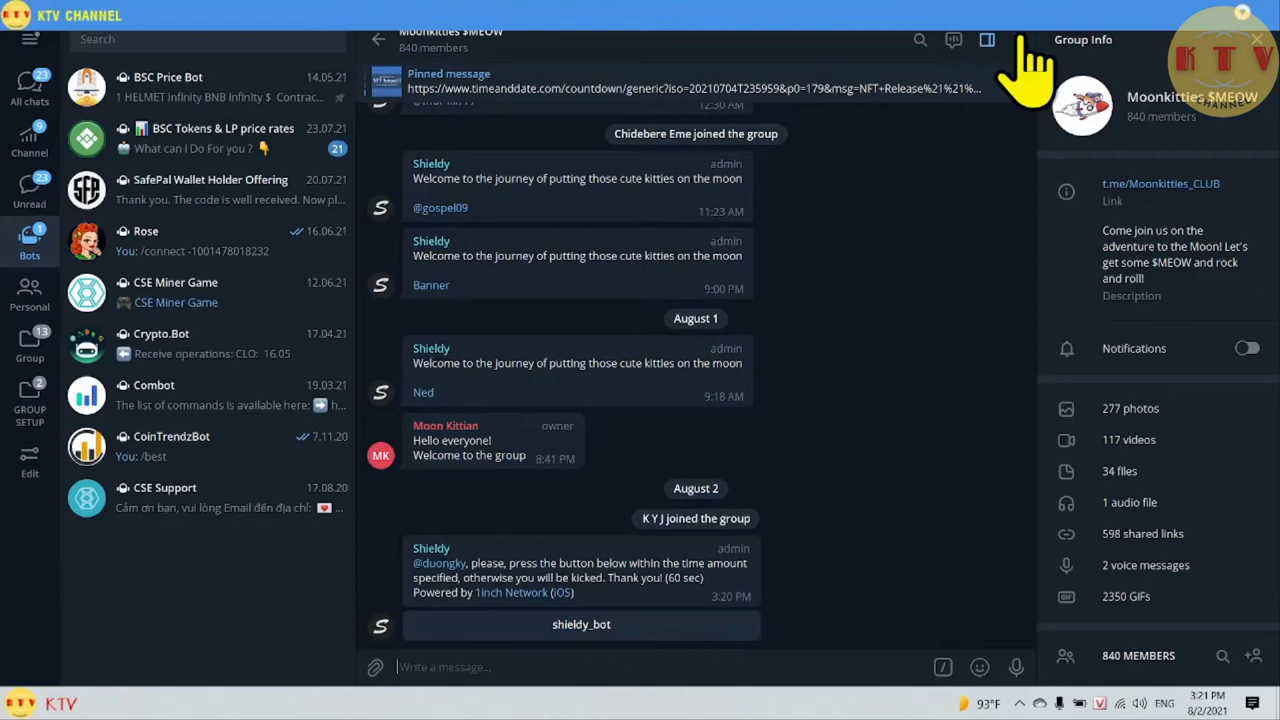 KTV CHANNEL
Search
Moonkitties $MEOW
840 members
Group Info
KTV
CHANNEL
23
All chats
9
Channel
23
Unread
1
Bots
Personal
13
Group
2
GROUP
SETUP
Edit
BSC Price Bot 14.05.21
1 HELMET Infinity BNB Infinity $ Contrac...
BSC Tokens & LP price rates 23.07.21
What can I Do For you ? 21
SafePal Wallet Holder Offering 20.07.21
Thank you. The code is well received. Now pl...
Rose 16.06.21
You: /connect -1001478018232
CSE Miner Game 12.06.21
CSE Miner Game
Crypto.Bot 17.04.21
Receive operations: CLO: 16.05
Combot 19.03.21
The list of commands is available here: h...
CoinTrendzBot 7.11.20
You: /best
CSE Support 17.08.20
Cảm ơn bạn, vui lòng Email đến địa chỉ: ...
Pinned message
https://www.timeanddate.com/countdown/generic?iso=20210704T235959&p0=179&msg=NFT+Release%21%21%...
12:30 AM
Chidebere Eme joined the group
Shieldy admin
Welcome to the journey of putting those cute kitties on the moon
@gospel09
11:23 AM
Shieldy admin
Welcome to the journey of putting those cute kitties on the moon
Banner
9:00 PM
August 1
Shieldy admin
Welcome to the journey of putting those cute kitties on the moon
Ned
9:18 AM
Moon Kittian owner
Hello everyone!
Welcome to the group 8:41 PM
MK
August 2
K Y J joined the group
Shieldy admin
@duongky, please, press the button below within the time amount
specified, otherwise you will be kicked. Thank you! (60 sec)
Powered by 1inch Network (iOS) 3:20 PM
shieldy_bot
Write a message...
Moonkitties $MEOW
840 members
t.me/Moonkitties_CLUB
Link
Come join us on the
adventure to the Moon! Let's
get some $MEOW and rock
and roll!
Description
Notifications
277 photos
117 videos
34 files
1 audio file
598 shared links
2 voice messages
GIF 2350 GIFs
840 MEMBERS
KTV KTV
93°F V ENG 3:21 PM
8/2/2021